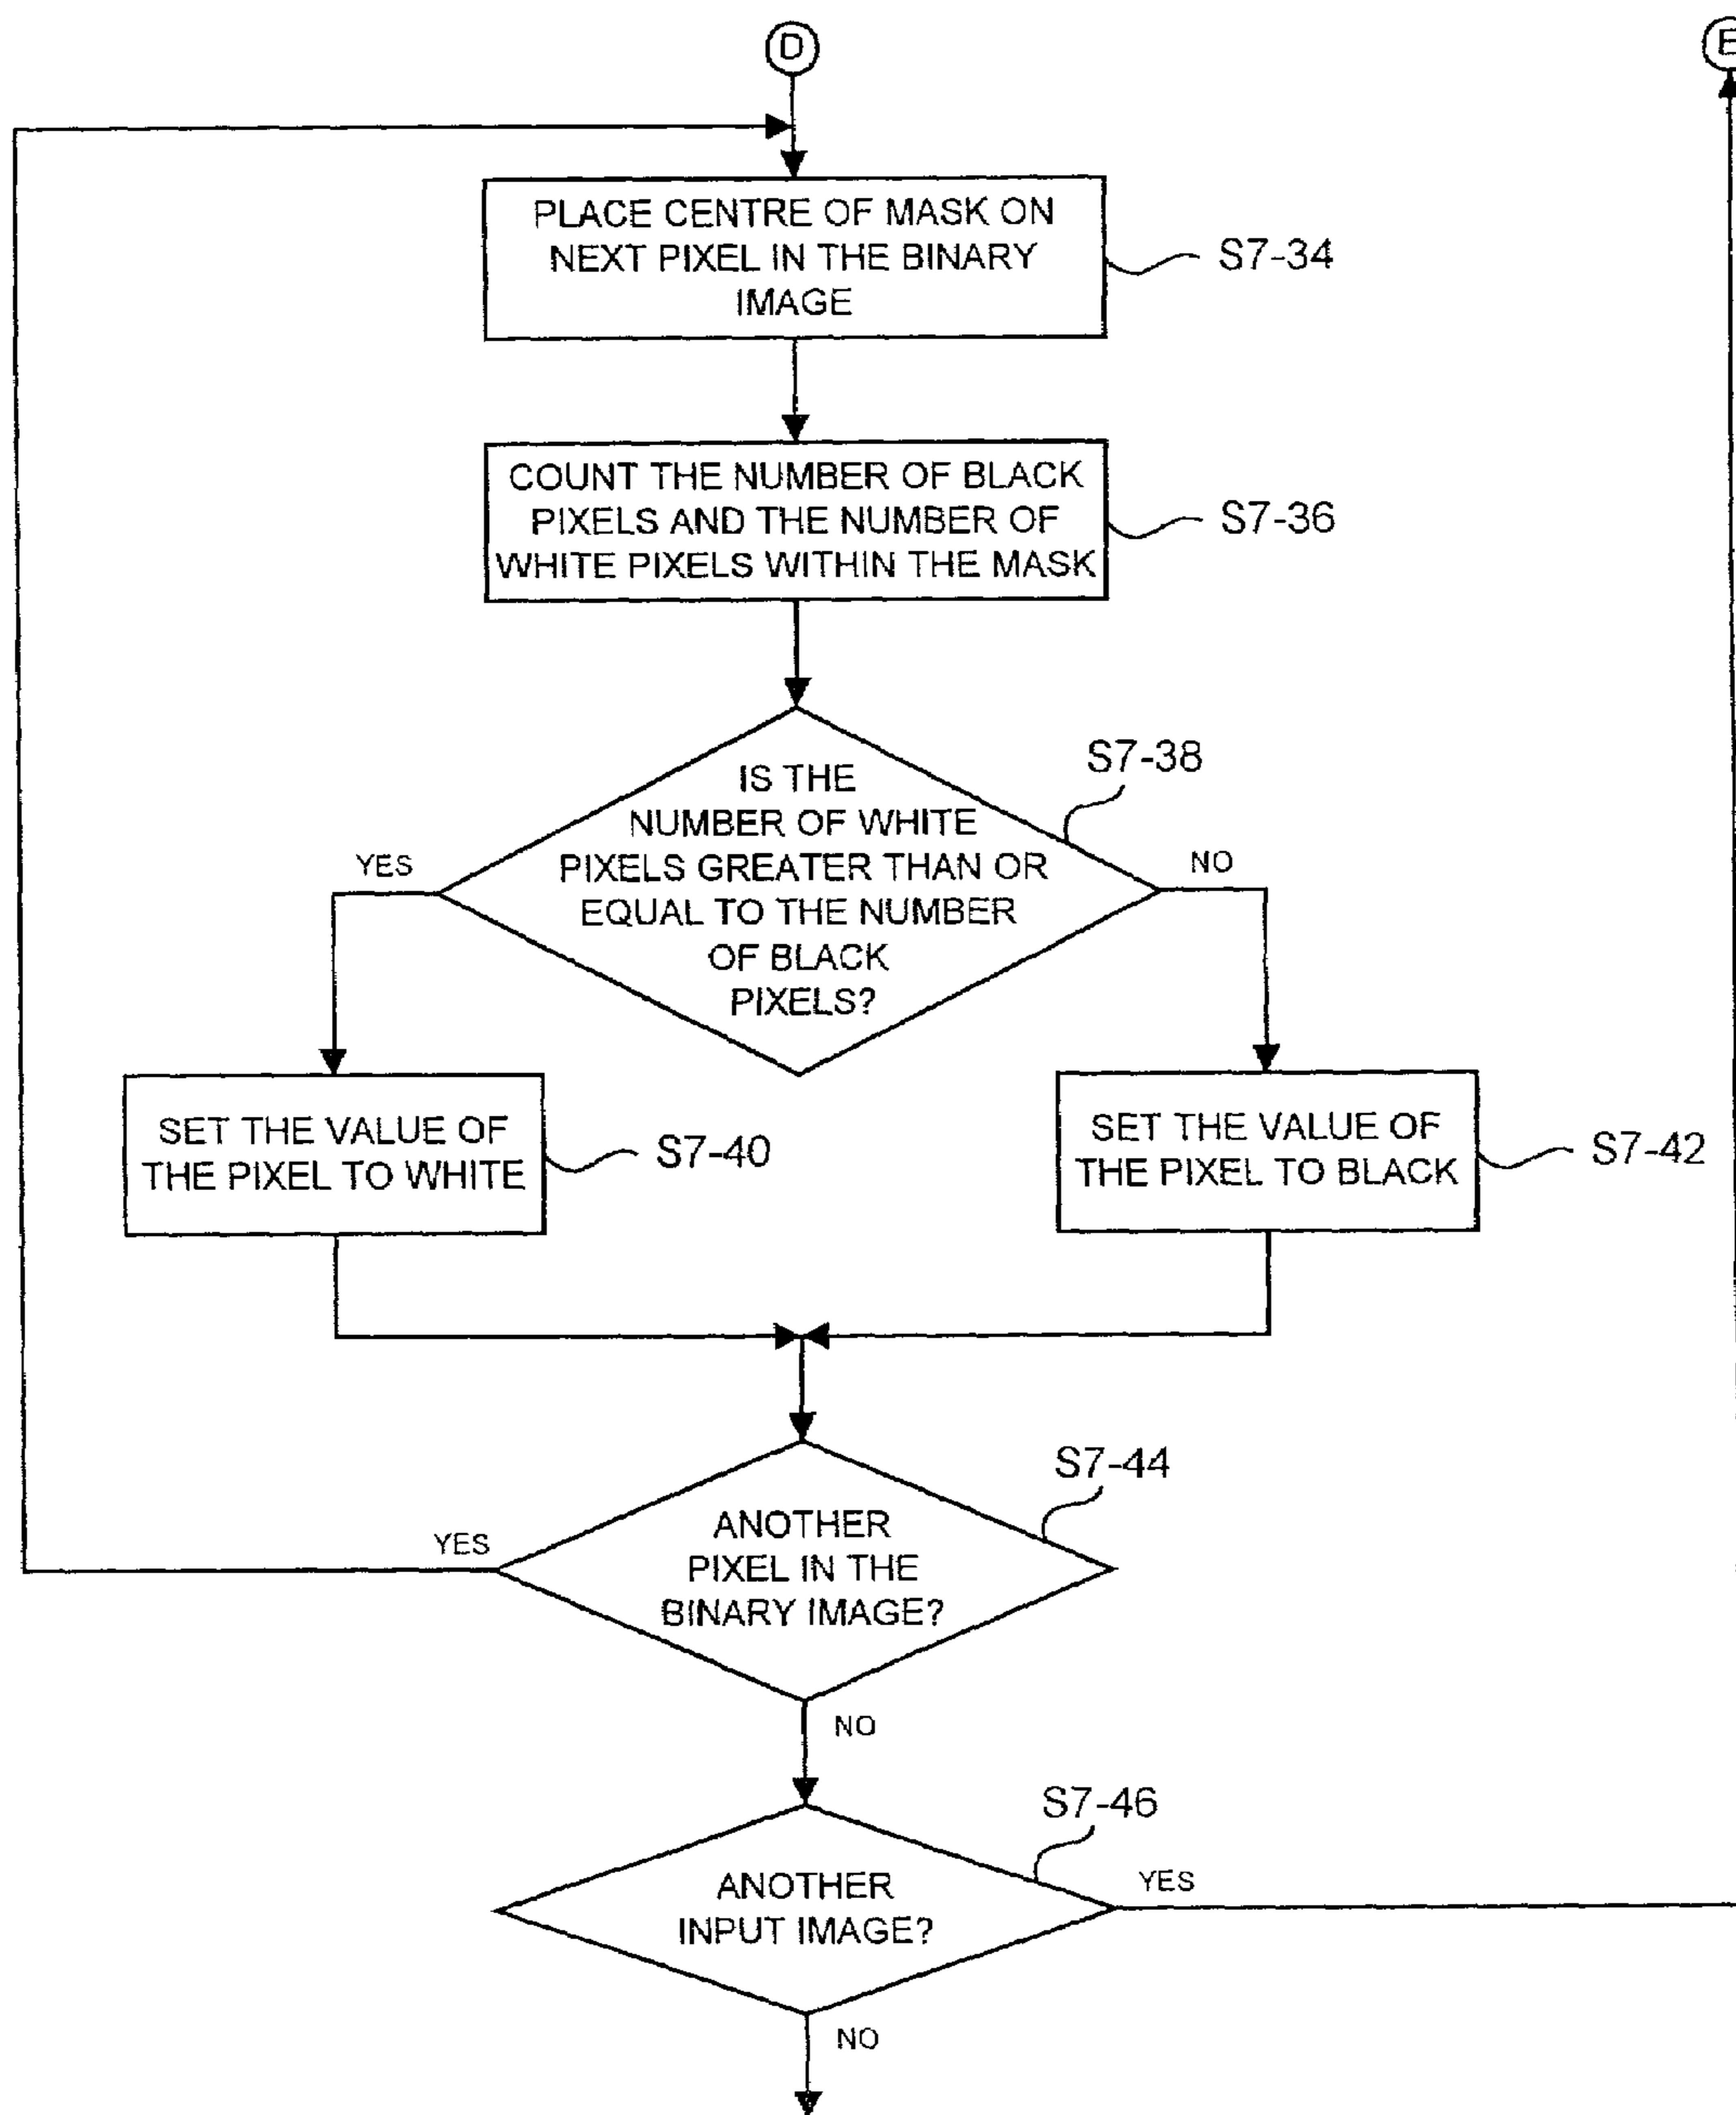 D
E
PLACE CENTRE OF MASK ON
NEXT PIXEL IN THE BINARY
IMAGE
S7-34
COUNT THE NUMBER OF BLACK
PIXELS AND THE NUMBER OF
WHITE PIXELS WITHIN THE MASK
S7-36
S7-38
IS THE
NUMBER OF WHITE
PIXELS GREATER THAN OR
EQUAL TO THE NUMBER
OF BLACK
PIXELS?
YES
NO
SET THE VALUE OF
THE PIXEL TO WHITE
S7-40
SET THE VALUE OF
THE PIXEL TO BLACK
S7-42
S7-44
ANOTHER
PIXEL IN THE
BINARY IMAGE?
YES
NO
S7-46
ANOTHER
INPUT IMAGE?
YES
NO